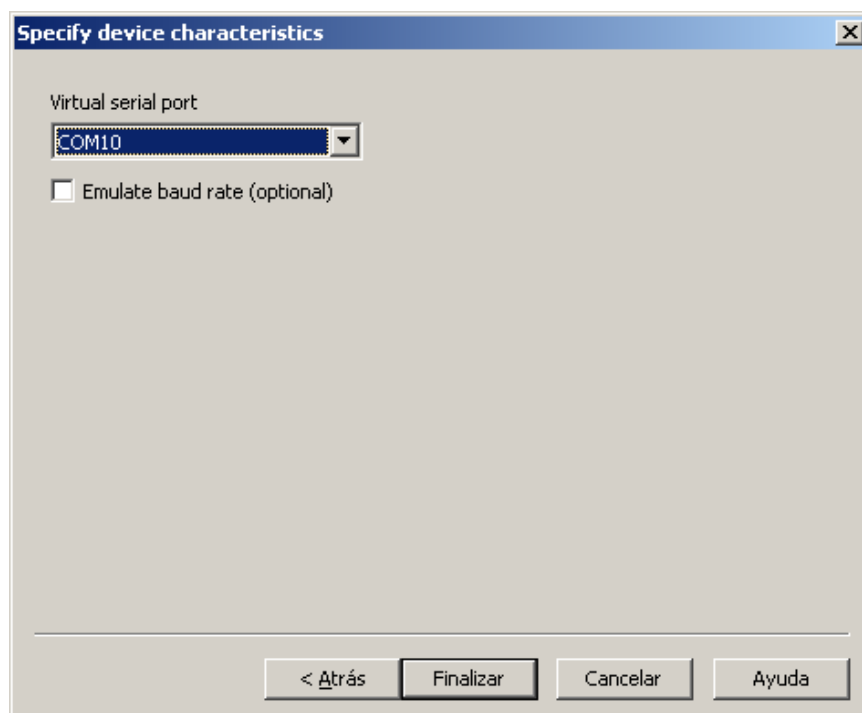 Specify device characteristics
Virtual serial port
COM10
Emulate baud rate (optional)
< Atrás Finalizar Cancelar Ayuda